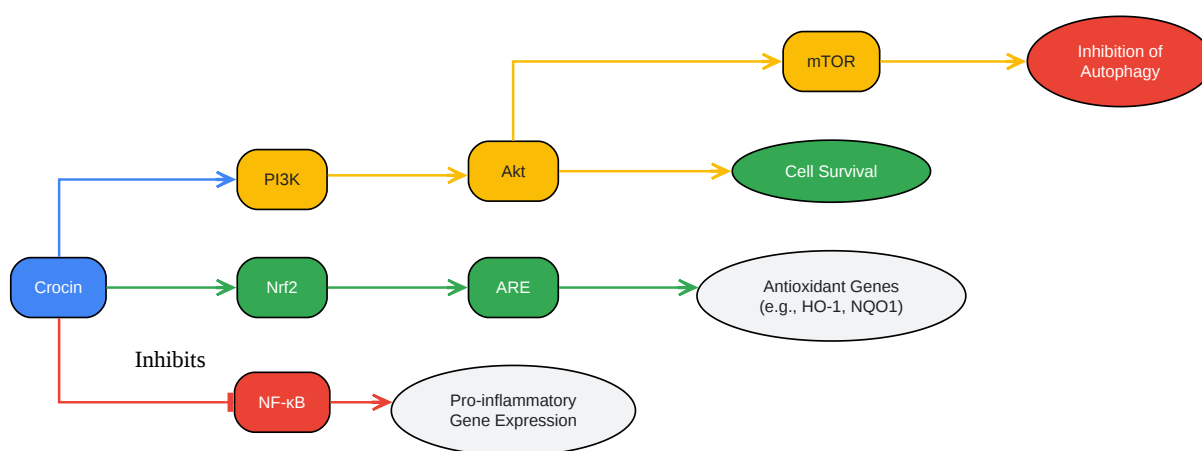 Inhibition of
Autophagy
mTOR
PI3K
Akt
Cell Survival
Crocin
Nrf2
ARE
Antioxidant Genes
(e.g., HO-1, NQO1)
Inhibits
NF-κB
Pro-inflammatory
Gene Expression